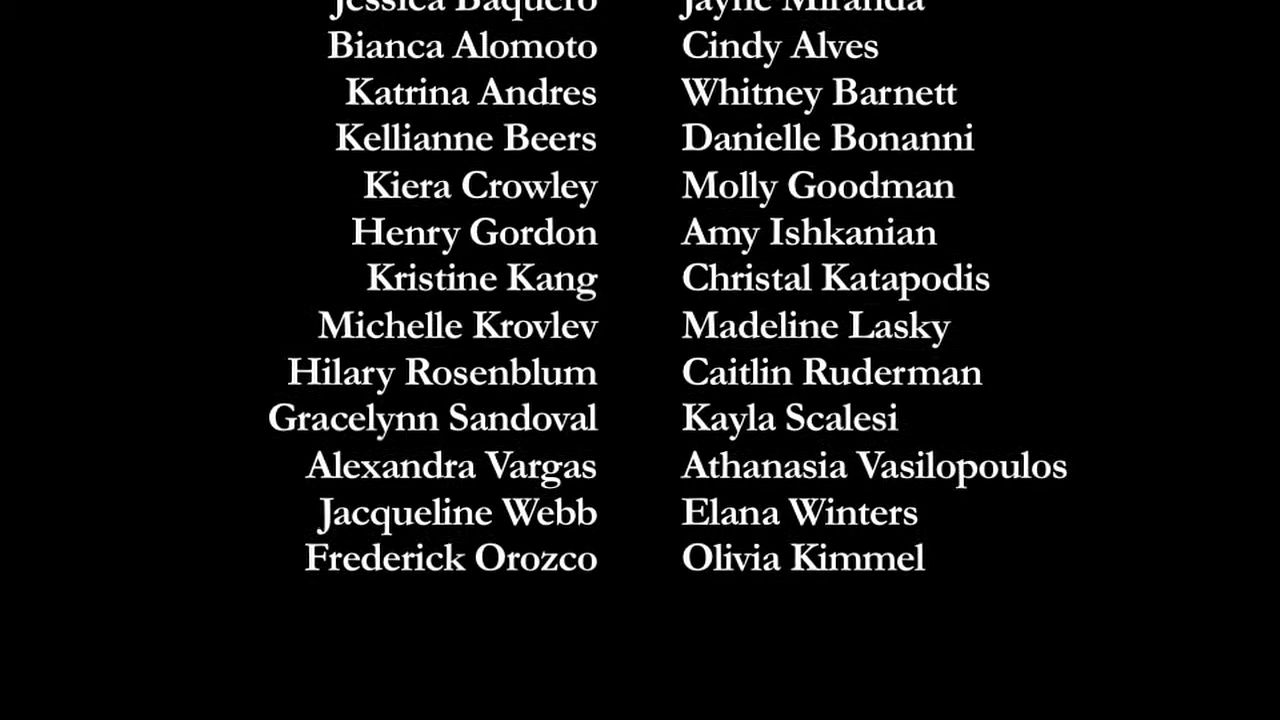 Jessica Baquero Jayne Miranda
Bianca Alomoto Cindy Alves
Katrina Andres Whitney Barnett
Kellianne Beers Danielle Bonanni
Kiera Crowley Molly Goodman
Henry Gordon Amy Ishkanian
Kristine Kang Christal Katapodis
Michelle Krovlev Madeline Lasky
Hilary Rosenblum Caitlin Ruderman
Gracelynn Sandoval Kayla Scalesi
Alexandra Vargas Athanasia Vasilopoulos
Jacqueline Webb Elana Winters
Frederick Orozco Olivia Kimmel